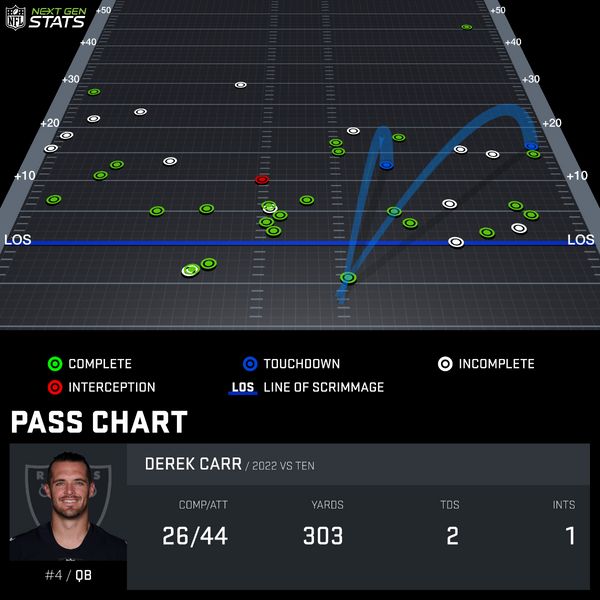 NFL NEXT GEN STATS
+50 +50
+40 +40
+30 +30
+20 +20
+10 +10
LOS LOS
COMPLETE TOUCHDOWN INCOMPLETE
INTERCEPTION LOS LINE OF SCRIMMAGE
PASS CHART
DEREK CARR / 2022 VS TEN
COMP/ATT YARDS TDS INTS
26/44 303 2 1
#4 / QB